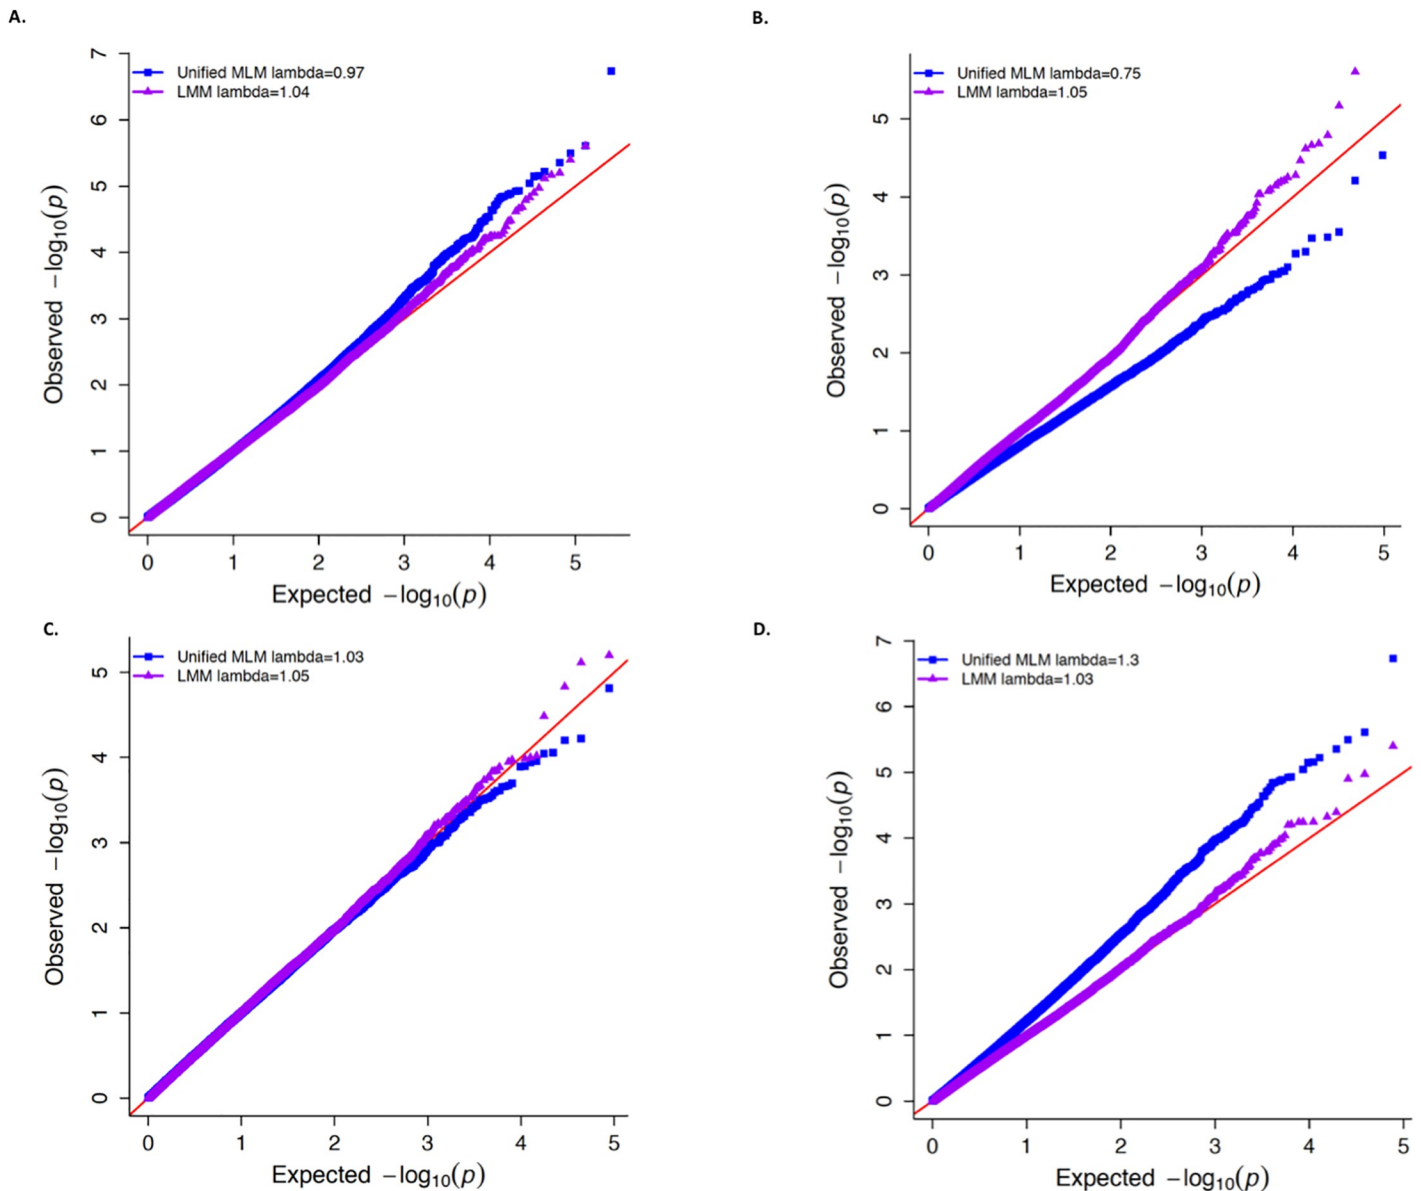 A.
Unified MLM lambda=0.97
LMM lambda=1.04
7
6
5
4
3
2
1
0
Observed −log10(p)
0 1 2 3 4 5
Expected −log10(p)
B.
Unified MLM lambda=0.75
LMM lambda=1.05
5
4
3
2
1
0
Observed −log10(p)
0 1 2 3 4 5
Expected −log10(p)
C.
Unified MLM lambda=1.03
LMM lambda=1.05
5
4
3
2
1
0
Observed −log10(p)
0 1 2 3 4 5
Expected −log10(p)
D.
Unified MLM lambda=1.3
LMM lambda=1.03
7
6
5
4
3
2
1
0
Observed −log10(p)
0 1 2 3 4 5
Expected −log10(p)